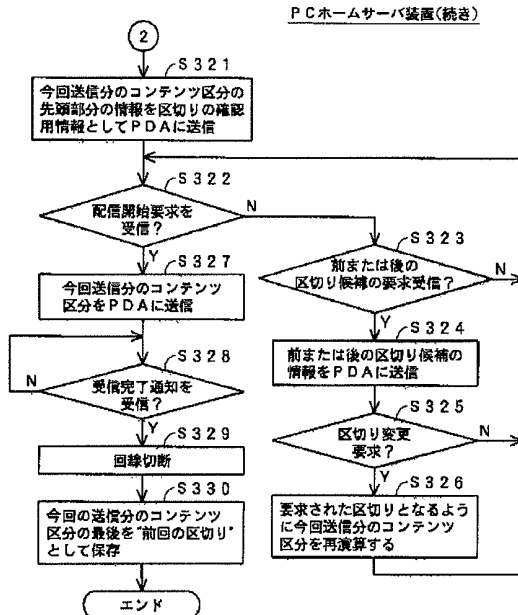 PCホームサーバ装置(続き)
2
S321
今回送信分のコンテンツ区分の
先頭部分の情報を区切りの確認
用情報としてPDAに送信
S322
配信開始要求を
受信？
N
Y
S327
今回送信分のコンテンツ
区分をPDAに送信
S328
受信完了通知を
受信？
N
Y
S329
回線切断
S330
今回の送信分のコンテンツ
区分の最後を"前回の区切り"
として保存
エンド
S323
前または後の
区切り候補の要求受信？
N
Y
S324
前または後の区切り候補の
情報をPDAに送信
S325
区切り変更
要求？
N
Y
S326
要求された区切りとなるよう
に今回送信分のコンテンツ
区分を再演算する